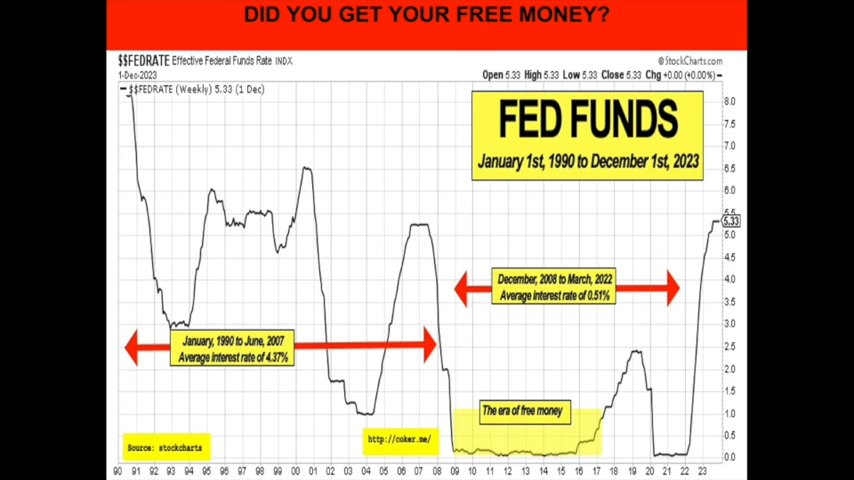 DID YOU GET YOUR FREE MONEY?
$$FEDRATE Effective Federal Funds Rate INDX
© StockCharts.com
1-Dec-2023
Open 5.33 High 5.33 Low 5.33 Close 5.33 Chg +0.00 (+0.00%)
$$FEDRATE (Weekly) 5.33 (1 Dec)
FED FUNDS
January 1st, 1990 to December 1st, 2023
8.0
7.5
7.0
6.5
6.0
5.5
5.33
5.0
4.5
4.0
3.5
3.0
2.5
2.0
1.5
1.0
0.5
0.0
December, 2008 to March, 2022
Average interest rate of 0.51%
January, 1990 to June, 2007
Average interest rate of 4.37%
The era of free money
http://coker.me/
Source: stockcharts
90 91 92 93 94 95 96 97 98 99 00 01 02 03 04 05 06 07 08 09 10 11 12 13 14 15 16 17 18 19 20 21 22 23